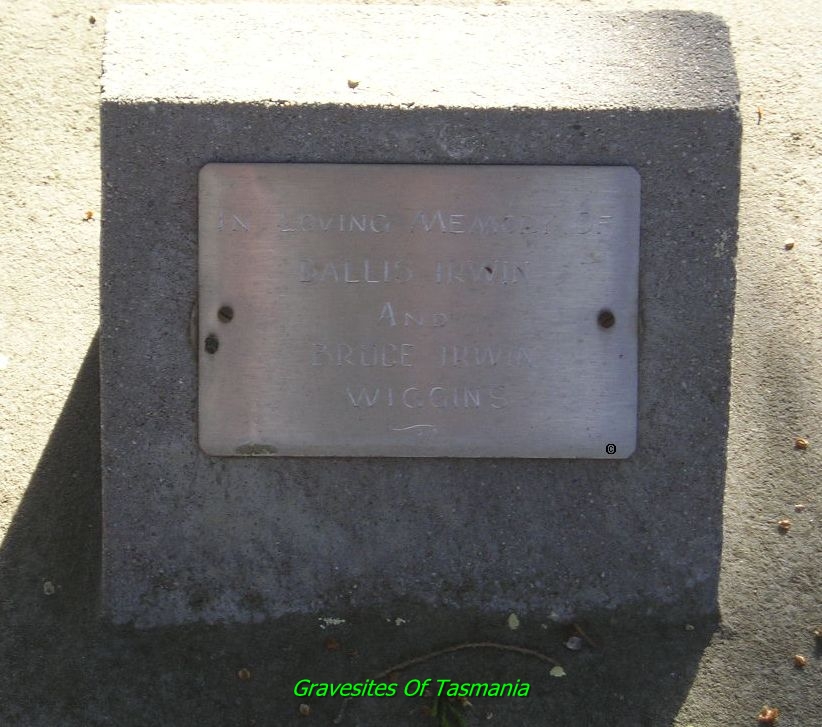 IN LOVING MEMORY OF
BALLIS IRWIN
AND
BRUCE IRWIN
WIGGINS
©
Gravesites Of Tasmania